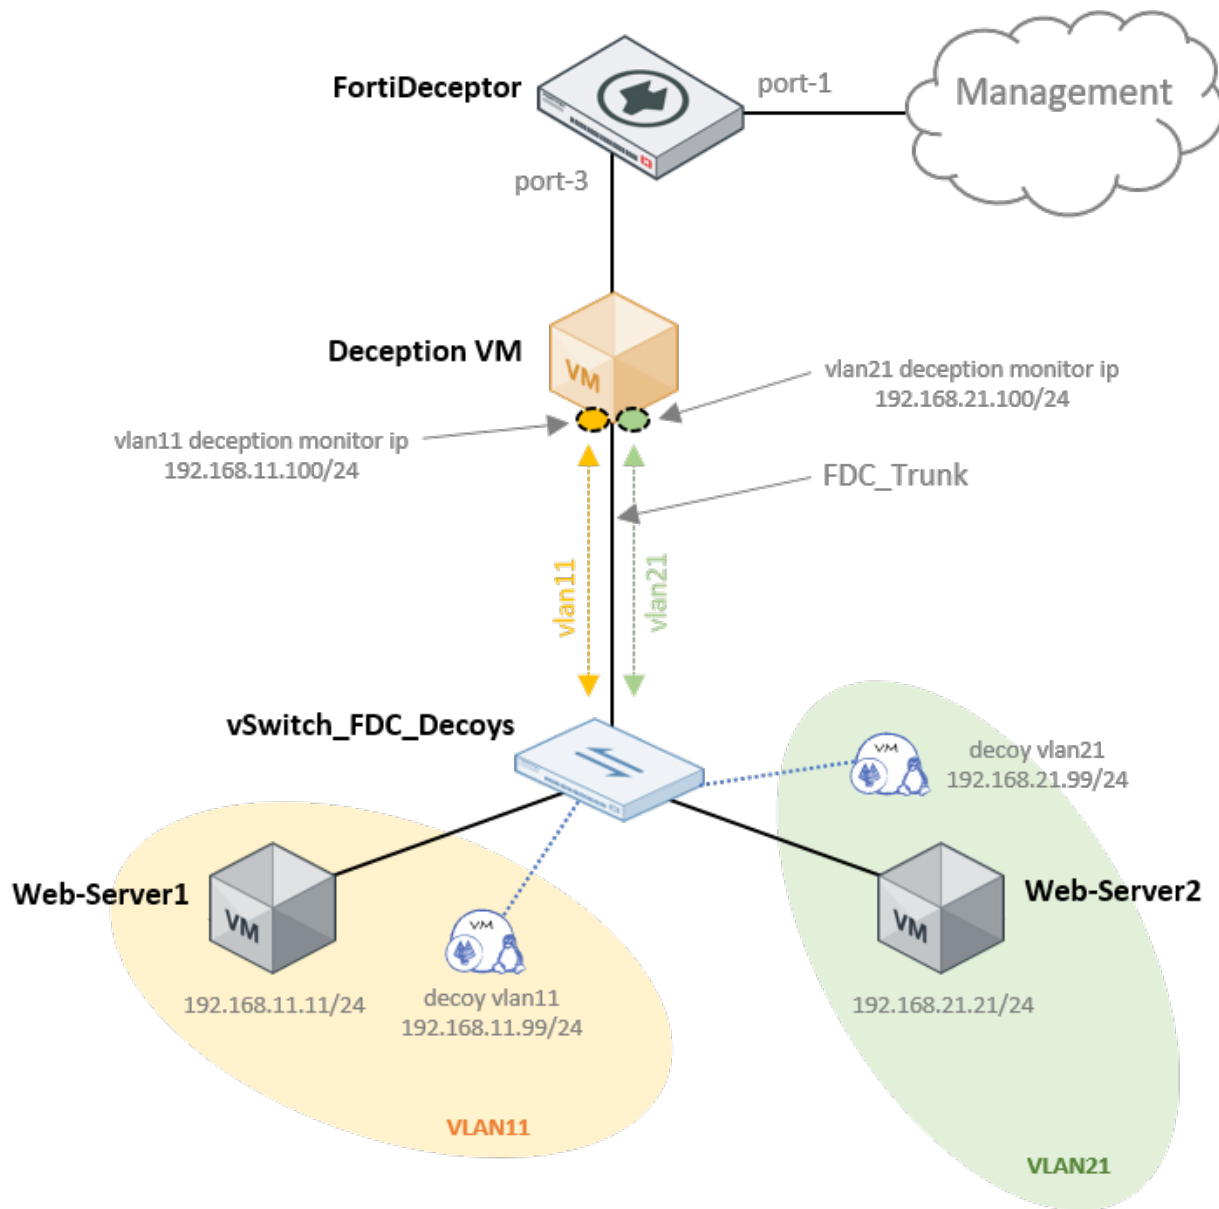 FortiDeceptor
port-1
Management
port-3
Deception VM
VM
vlan21 deception monitor ip
192.168.21.100/24
vlan11 deception monitor ip
192.168.11.100/24
FDC_Trunk
vlan11
vlan21
vSwitch_FDC_Decoys
VM
decoy vlan21
192.168.21.99/24
Web-Server1
VM
192.168.11.11/24
VM
decoy vlan11
192.168.11.99/24
Web-Server2
VM
192.168.21.21/24
VLAN11
VLAN21